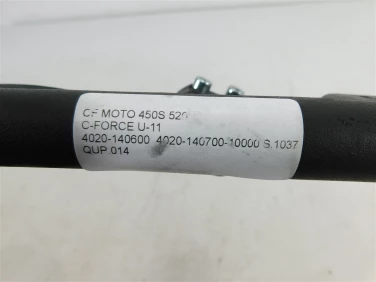 CF MOTO 450S 520
C-FORCE U-11
4020-140600 4020-140700-10000 S.1037
QUP 014